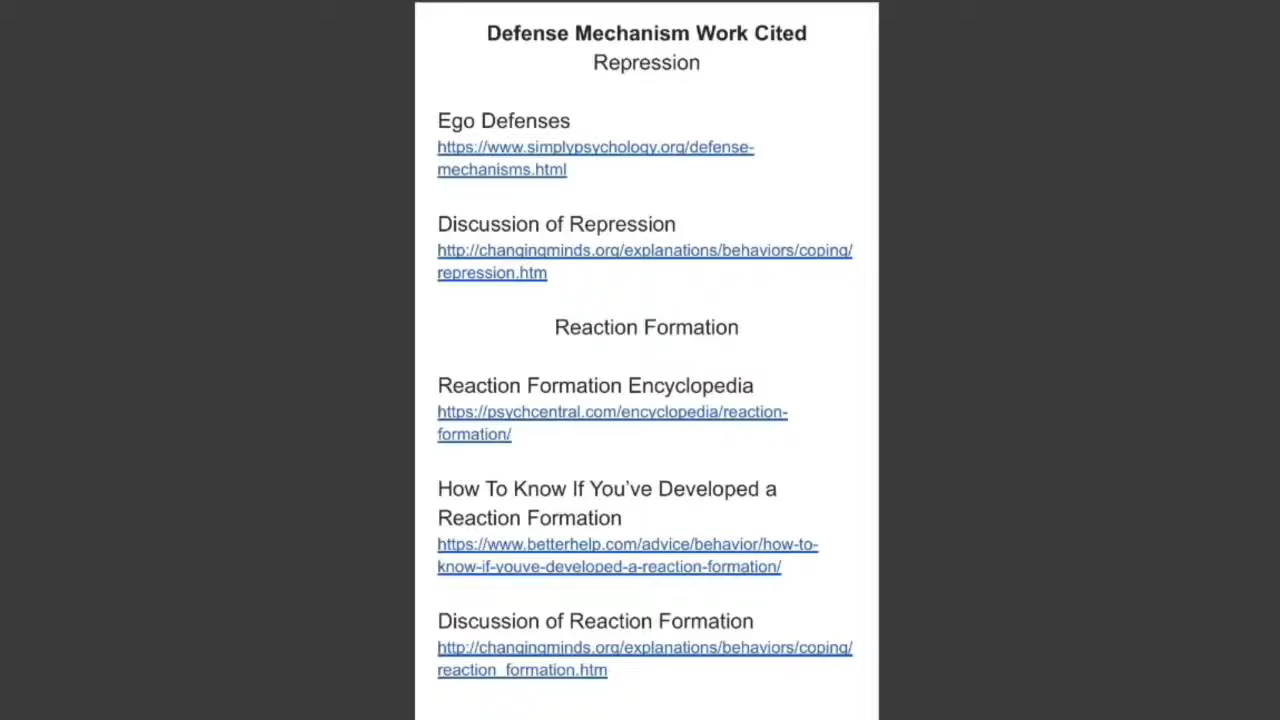 Defense Mechanism Work Cited
Repression
Ego Defenses
https://www.simplypsychology.org/defense-
mechanisms.html
Discussion of Repression
http://changingminds.org/explanations/behaviors/coping/
repression.htm
Reaction Formation
Reaction Formation Encyclopedia
https://psychcentral.com/encyclopedia/reaction-
formation/
How To Know If You’ve Developed a
Reaction Formation
https://www.betterhelp.com/advice/behavior/how-to-
know-if-youve-developed-a-reaction-formation/
Discussion of Reaction Formation
http://changingminds.org/explanations/behaviors/coping/
reaction_formation.htm